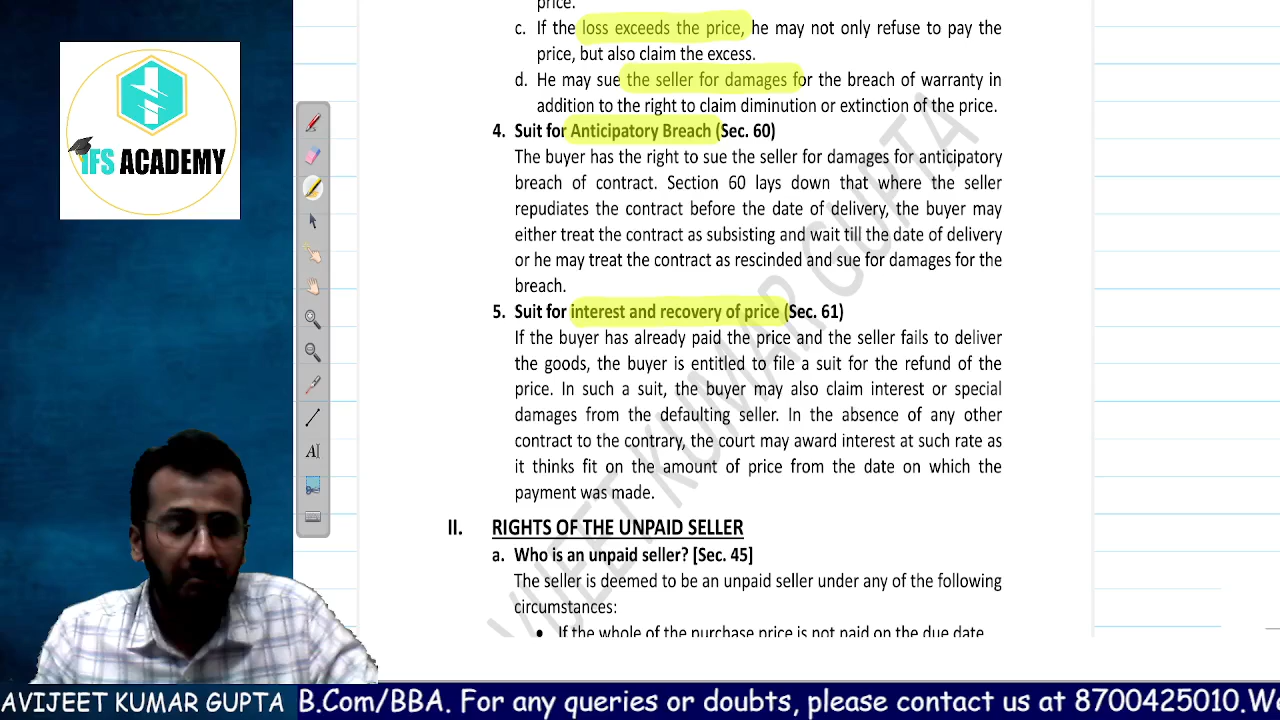 price.
c. If the loss exceeds the price, he may not only refuse to pay the
price, but also claim the excess.
d. He may sue the seller for damages for the breach of warranty in
addition to the right to claim diminution or extinction of the price.
4. Suit for Anticipatory Breach (Sec. 60)
The buyer has the right to sue the seller for damages for anticipatory
breach of contract. Section 60 lays down that where the seller
repudiates the contract before the date of delivery, the buyer may
either treat the contract as subsisting and wait till the date of delivery
or he may treat the contract as rescinded and sue for damages for the
breach.
5. Suit for interest and recovery of price (Sec. 61)
If the buyer has already paid the price and the seller fails to deliver
the goods, the buyer is entitled to file a suit for the refund of the
price. In such a suit, the buyer may also claim interest or special
damages from the defaulting seller. In the absence of any other
contract to the contrary, the court may award interest at such rate as
it thinks fit on the amount of price from the date on which the
payment was made.
II. RIGHTS OF THE UNPAID SELLER
a. Who is an unpaid seller? [Sec. 45]
The seller is deemed to be an unpaid seller under any of the following
circumstances:
• If the whole of the purchase price is not paid on the due date
VIJEET KUMAR GUPTA
iFS ACADEMY
A
AVIJEET KUMAR GUPTA
B.Com/BBA. For any queries or doubts, please contact us at 8700425010.